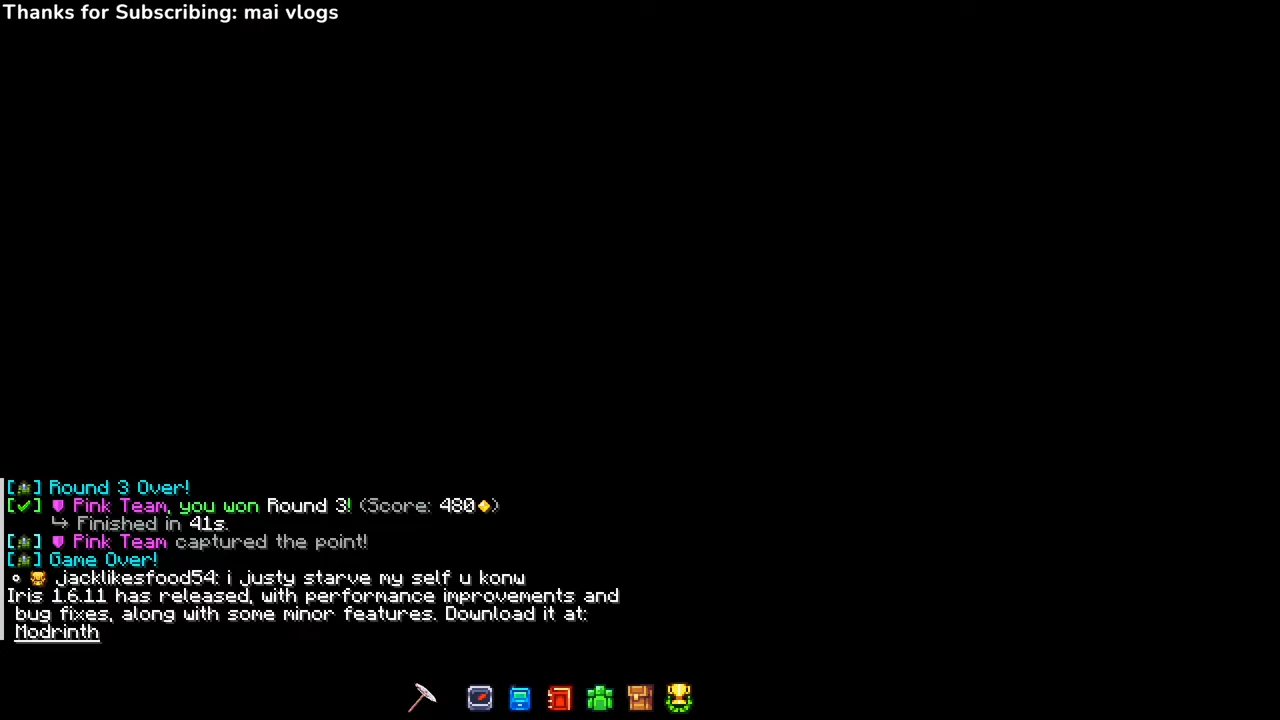 Thanks for Subscribing: mai vlogs
[ ] Round 3 Over!
[✔] Pink Team, you won Round 3! (Score: 480)
↳ Finished in 41s.
[ ] Pink Team captured the point!
[ ] Game Over!
jacklikesfood54: i justy starve my self u konw
Iris 1.6.11 has released, with performance improvements and
bug fixes, along with some minor features. Download it at:
Modrinth